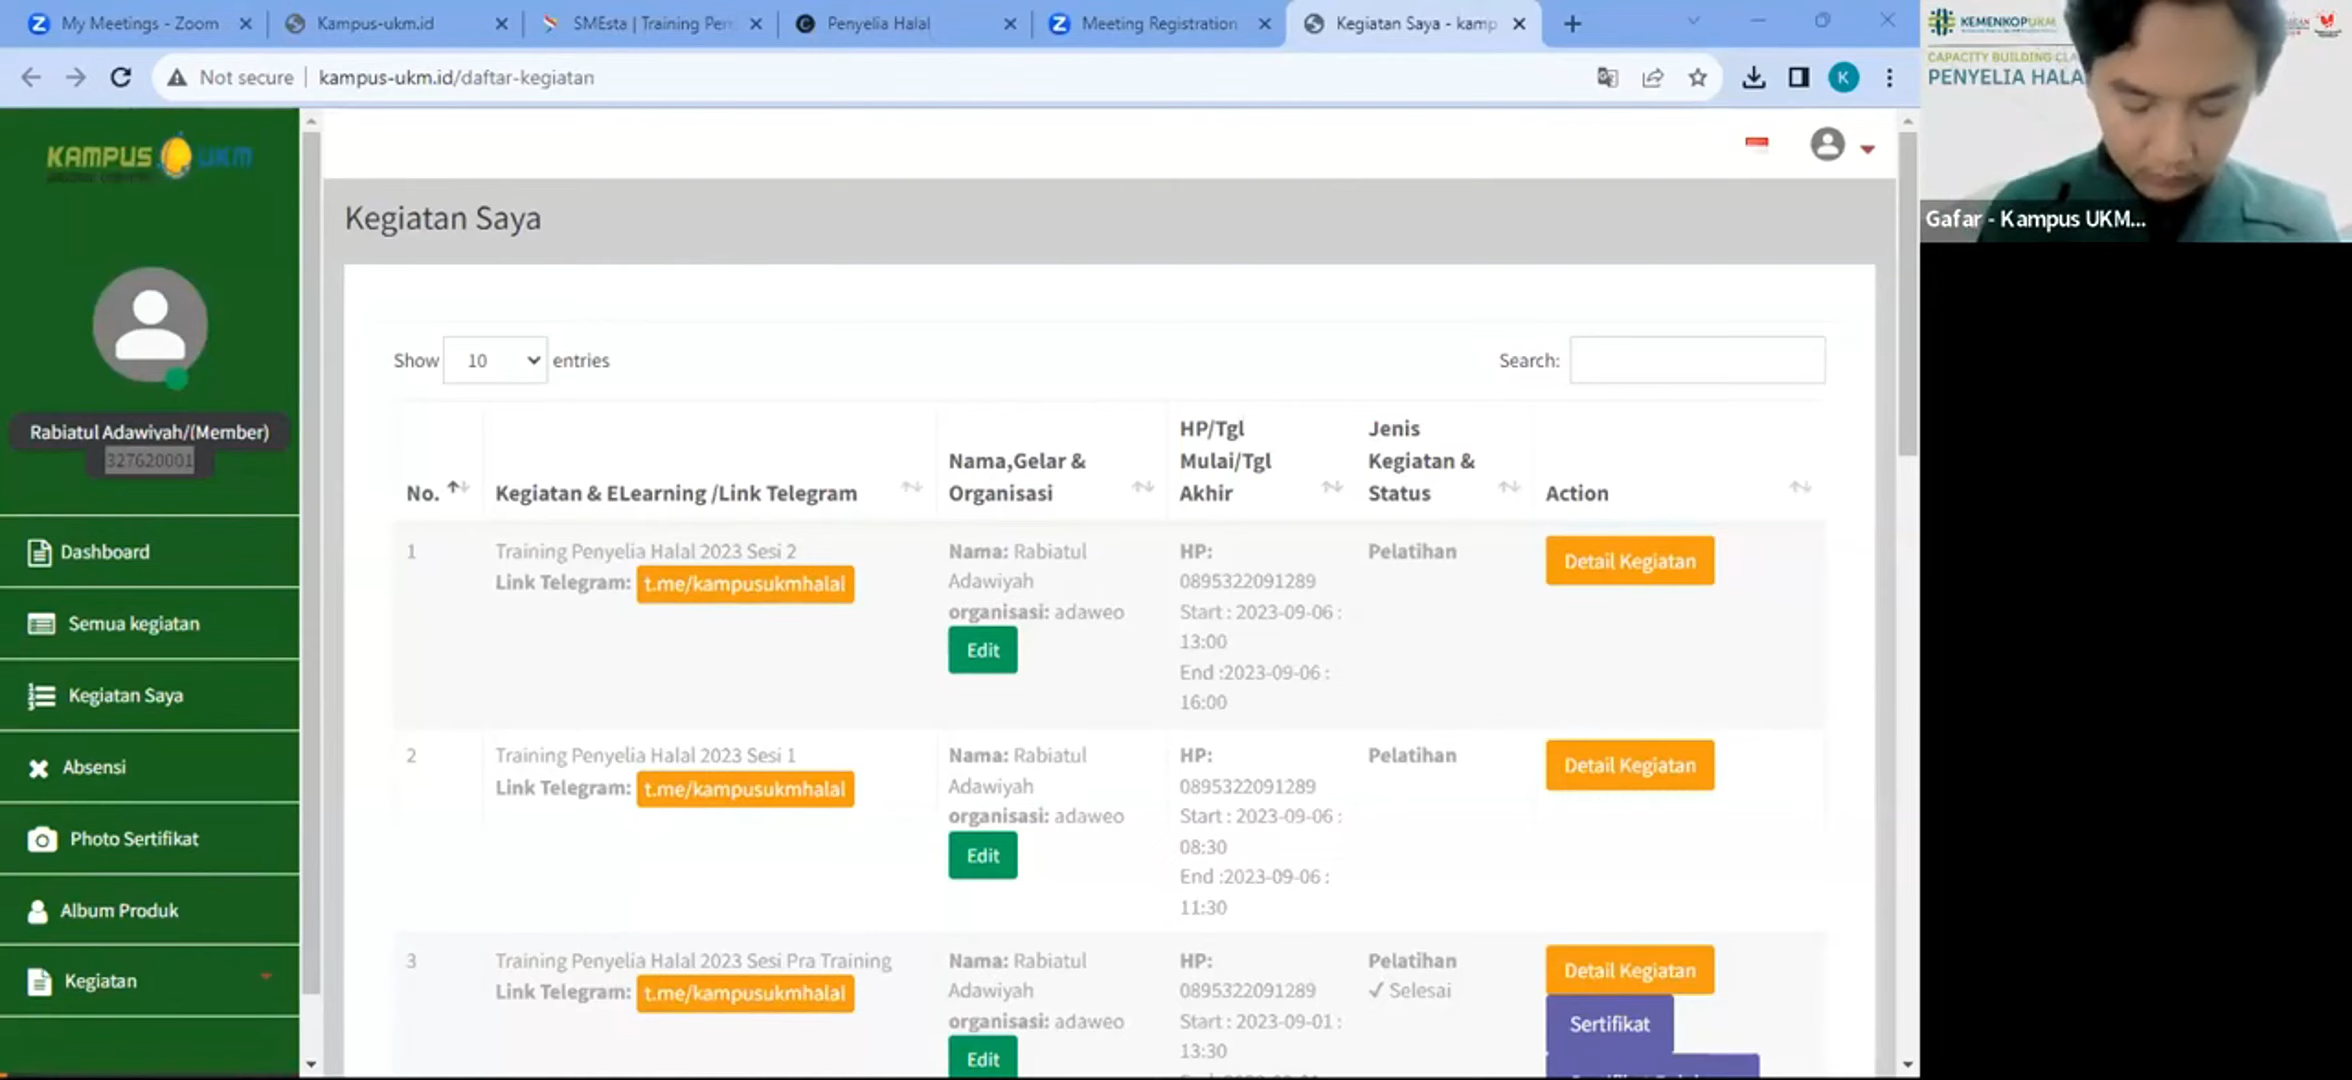 My Meetings - Zoom
Kampus-ukm.id
SMEsta | Training Pen
Penyelia Halal
Meeting Registration
Kegiatan Saya - kamp
Not secure
kampus-ukm.id/daftar-kegiatan
K
KEMENKOPUKM
CAPACITY BUILDING CLA
PENYELIA HALA
Gafar - Kampus UKM...
KAMPUS UKM
Rabiatul Adawiyah/(Member)
327620001
Dashboard
Semua kegiatan
Kegiatan Saya
Absensi
Photo Sertifikat
Album Produk
Kegiatan
Kegiatan Saya
Show 10 entries
Search:
No.
Kegiatan & ELearning /Link Telegram
Nama,Gelar &
Organisasi
HP/Tgl
Mulai/Tgl
Akhir
Jenis
Kegiatan &
Status
Action
1
Training Penyelia Halal 2023 Sesi 2
Link Telegram: t.me/kampusukmhalal
Nama: Rabiatul
Adawiyah
organisasi: adaweo
Edit
HP:
0895322091289
Start : 2023-09-06 :
13:00
End :2023-09-06 :
16:00
Pelatihan
Detail Kegiatan
2
Training Penyelia Halal 2023 Sesi 1
Link Telegram: t.me/kampusukmhalal
Nama: Rabiatul
Adawiyah
organisasi: adaweo
Edit
HP:
0895322091289
Start : 2023-09-06 :
08:30
End :2023-09-06 :
11:30
Pelatihan
Detail Kegiatan
3
Training Penyelia Halal 2023 Sesi Pra Training
Link Telegram: t.me/kampusukmhalal
Nama: Rabiatul
Adawiyah
organisasi: adaweo
Edit
HP:
0895322091289
Start : 2023-09-01 :
13:30
Pelatihan
✓ Selesai
Detail Kegiatan
Sertifikat